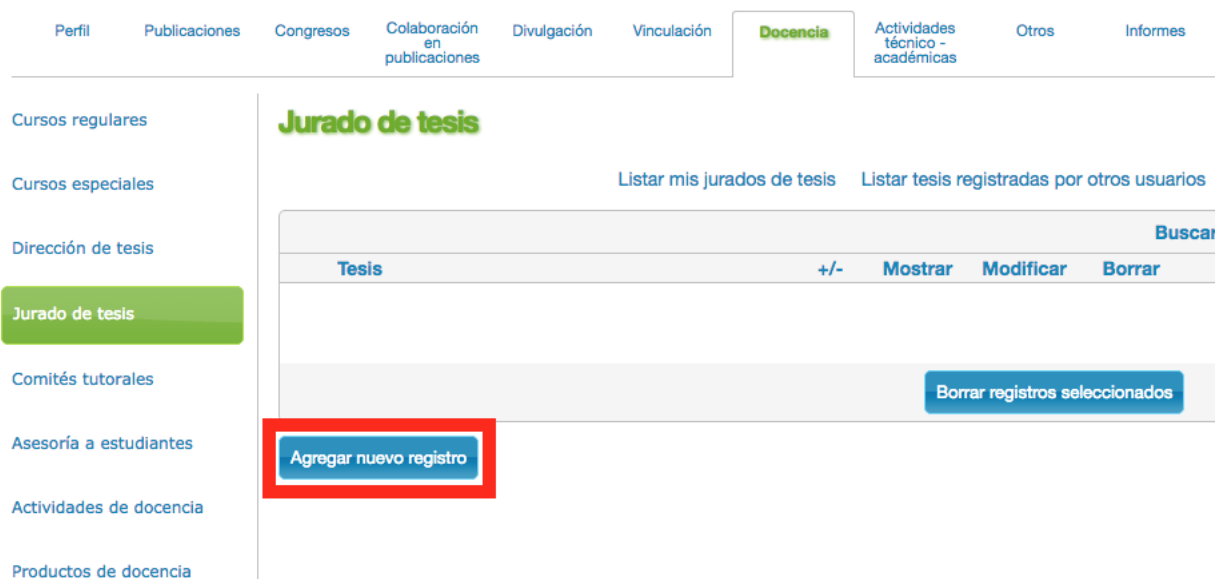 Perfil
Publicaciones
Congresos
Colaboración
en
publicaciones
Divulgación
Vinculación
Docencia
Actividades
técnico -
académicas
Otros
Informes
Cursos regulares
Cursos especiales
Dirección de tesis
Jurado de tesis
Comités tutorales
Asesoría a estudiantes
Actividades de docencia
Productos de docencia
Jurado de tesis
Listar mis jurados de tesis Listar tesis registradas por otros usuarios
Buscar
Tesis +/- Mostrar Modificar Borrar
Borrar registros seleccionados
Agregar nuevo registro